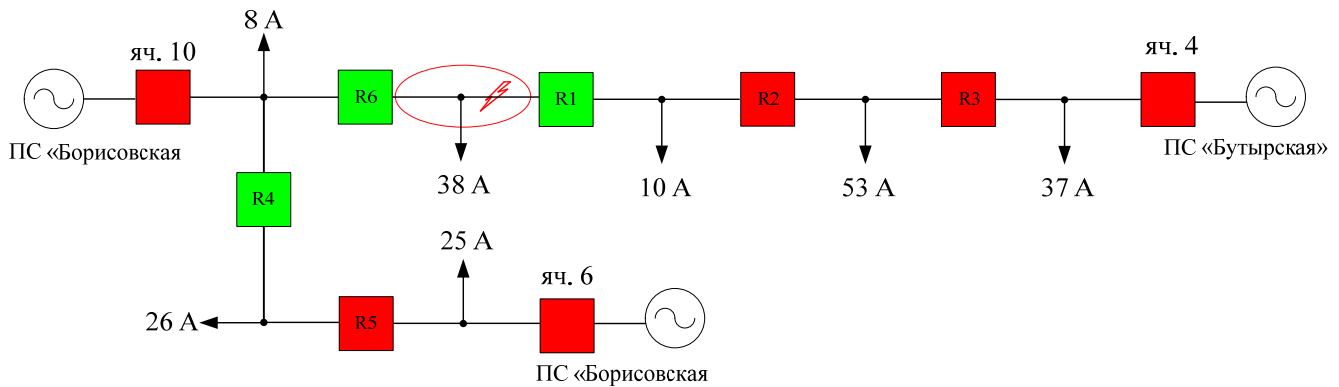 8 А
яч. 10
яч. 4
R6
R1
R2
R3
ПС «Борисовская
ПС «Бутырская»
38 А
10 А
53 А
37 А
R4
25 А
яч. 6
26 А
R5
ПС «Борисовская